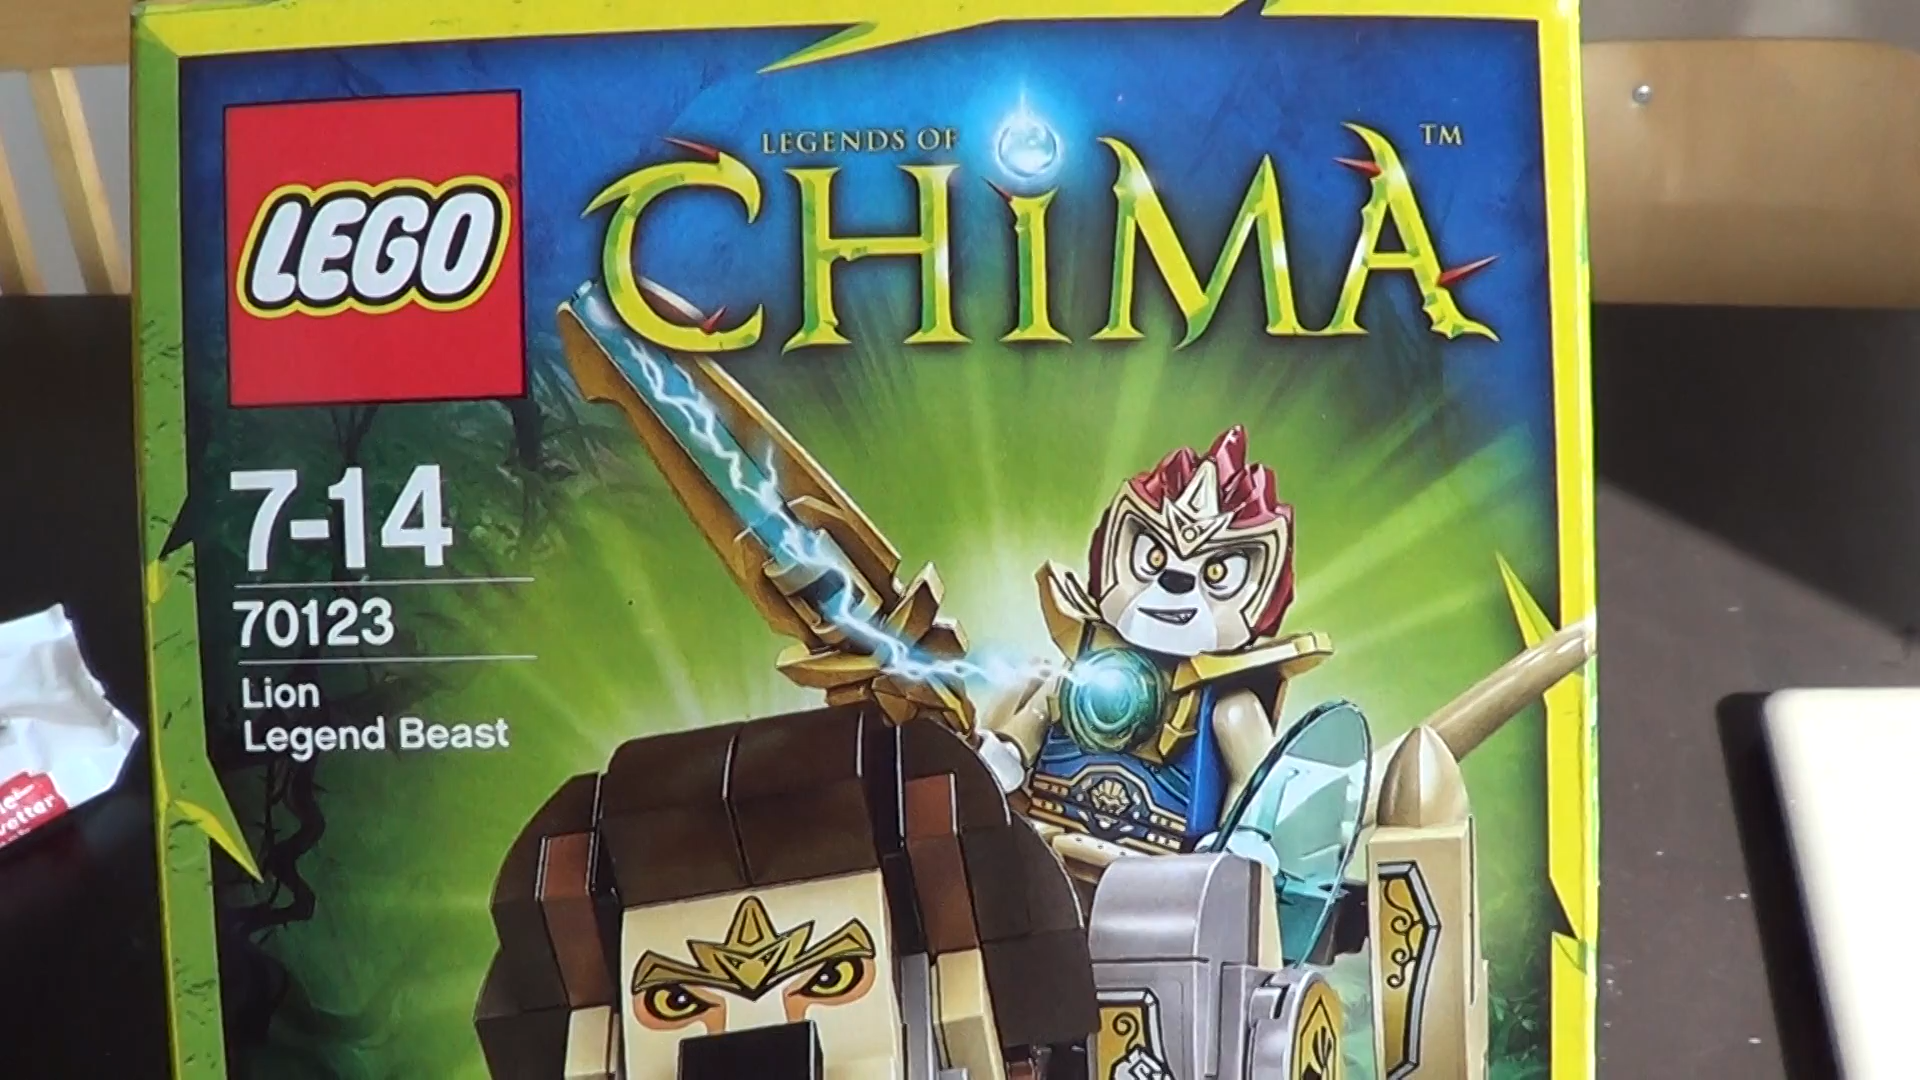 LEGENDS OF
CHiMA TM
LEGO ®
7-14
70123
Lion
Legend Beast